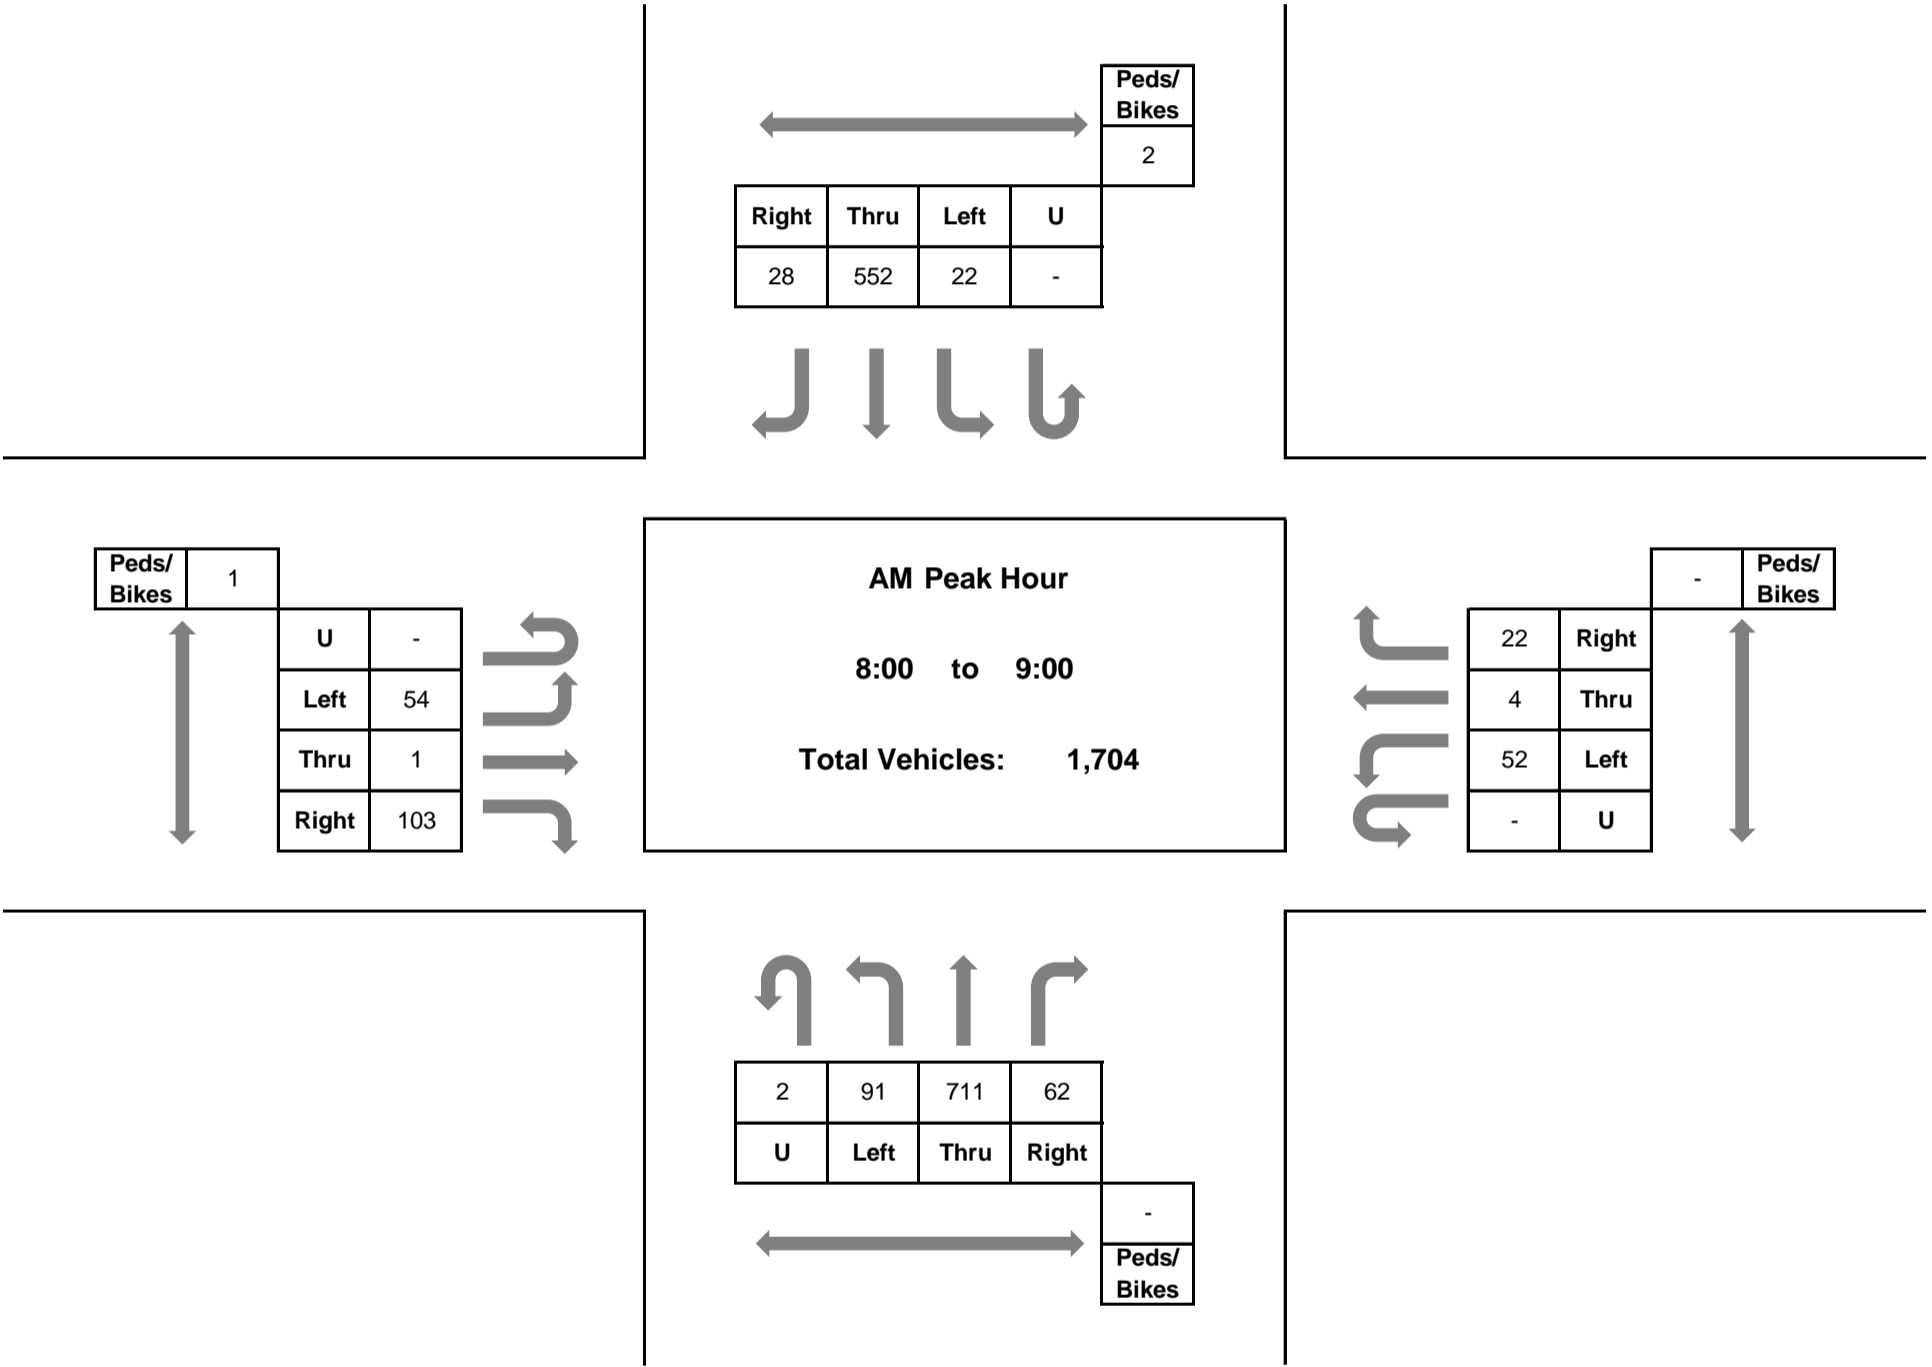 Peds/
Bikes
2
Right Thru Left U
28 552 22 -
Peds/
Bikes
1
U -
Left 54
Thru 1
Right 103
AM Peak Hour
8:00 to 9:00
Total Vehicles: 1,704
- Peds/
Bikes
22 Right
4 Thru
52 Left
- U
2 91 711 62
U Left Thru Right
-
Peds/
Bikes